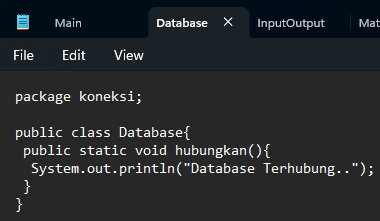 Main
Database
InputOutput
File
Edit
View
package koneksi;
public class Database{
public static void hubungkan(){
System.out.println("Database Terhubung..");
}
}